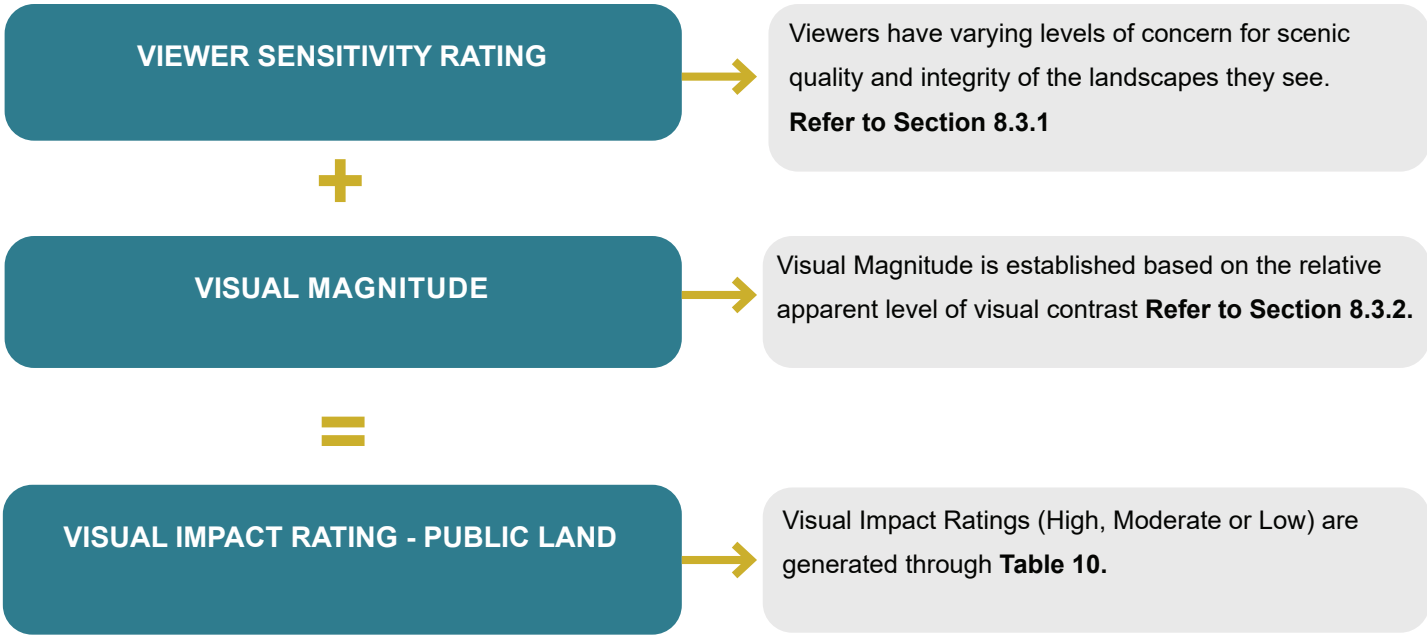 VIEWER SENSITIVITY RATING
Viewers have varying levels of concern for scenic
quality and integrity of the landscapes they see.
Refer to Section 8.3.1
+
VISUAL MAGNITUDE
Visual Magnitude is established based on the relative
apparent level of visual contrast Refer to Section 8.3.2.
=
VISUAL IMPACT RATING - PUBLIC LAND
Visual Impact Ratings (High, Moderate or Low) are
generated through Table 10.